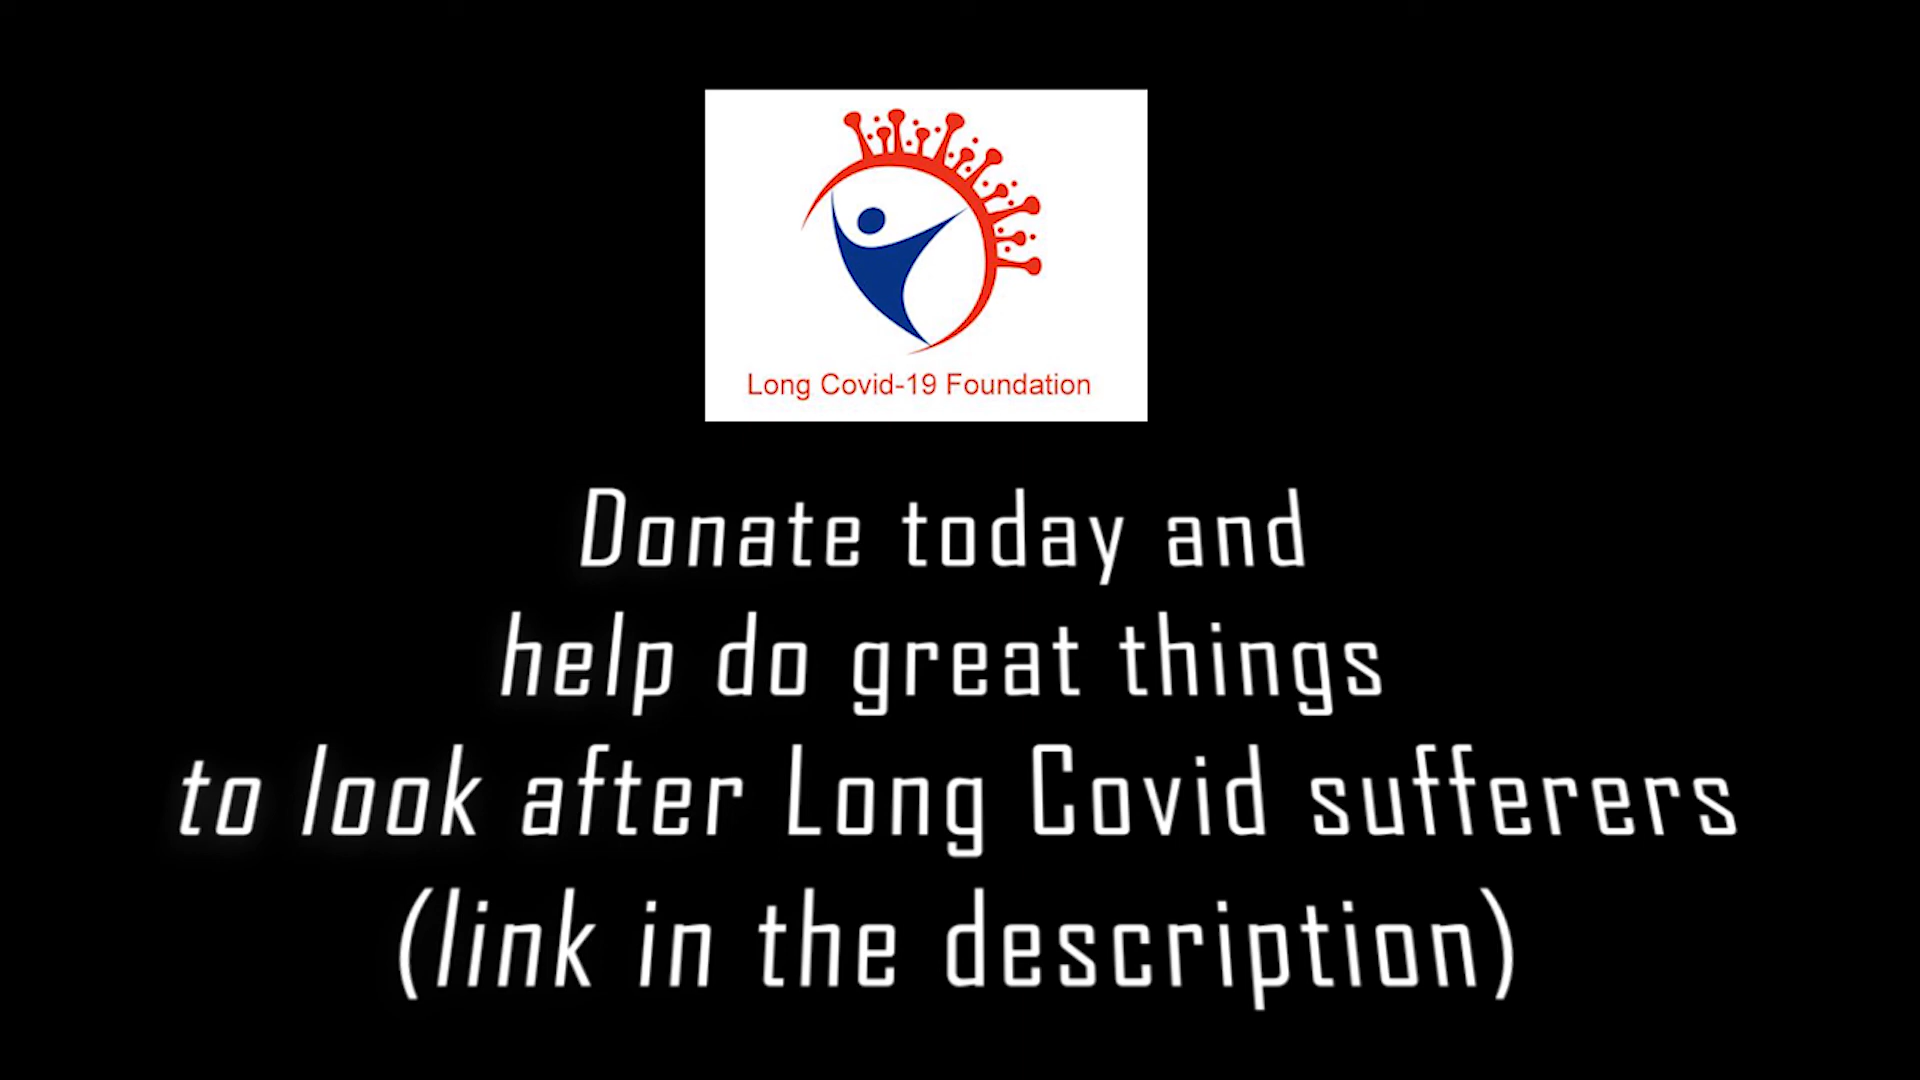 Long Covid-19 Foundation
Donate today and
help do great things
to look after Long Covid sufferers
(link in the description)